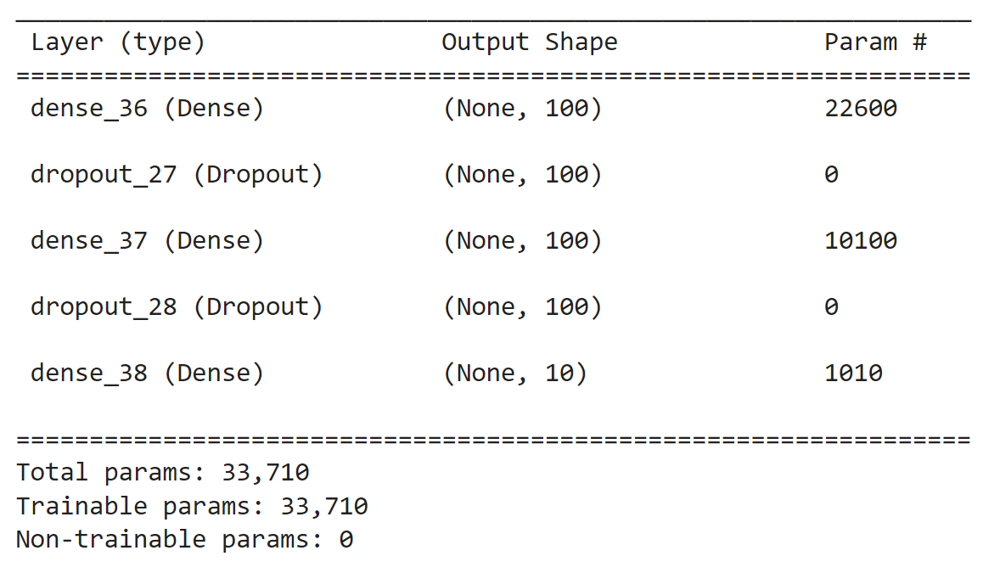 _________________________________________________________________
Layer (type) Output Shape Param #
=================================================================
dense_36 (Dense) (None, 100) 22600
dropout_27 (Dropout) (None, 100) 0
dense_37 (Dense) (None, 100) 10100
dropout_28 (Dropout) (None, 100) 0
dense_38 (Dense) (None, 10) 1010
=================================================================
Total params: 33,710
Trainable params: 33,710
Non-trainable params: 0